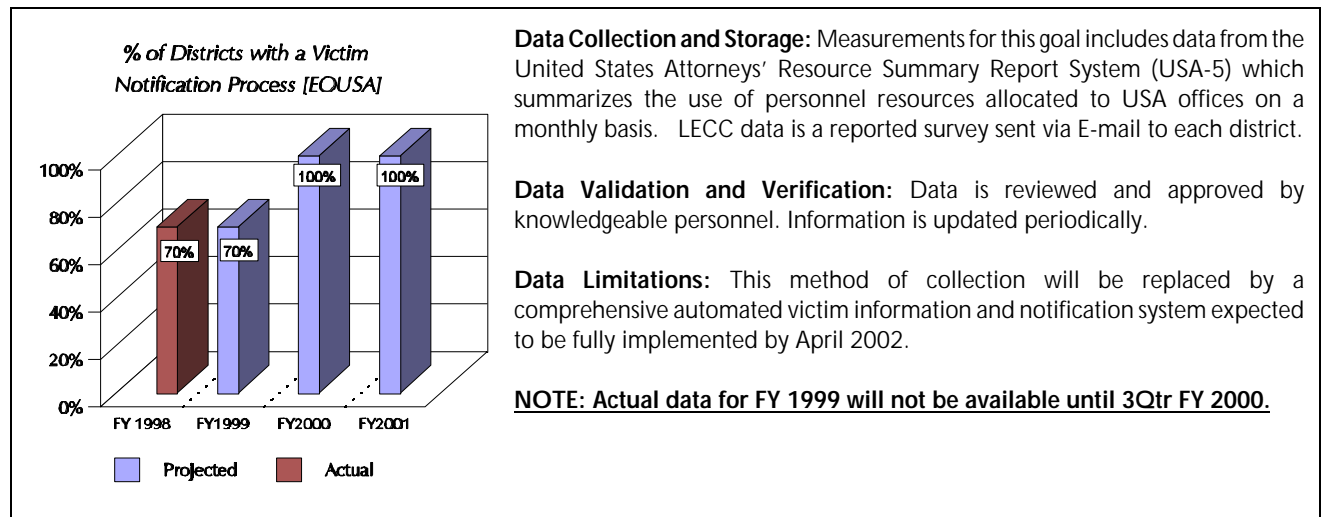 % of Districts with a Victim
Notification Process [EOUSA]
100%
80%
60%
40%
20%
0%
70%
70%
100%
100%
FY 1998
FY1999
FY2000
FY2001
Projected
Actual
Data Collection and Storage: Measurements for this goal includes data from the
United States Attorneys' Resource Summary Report System (USA-5) which
summarizes the use of personnel resources allocated to USA offices on a
monthly basis. LECC data is a reported survey sent via E-mail to each district.
Data Validation and Verification: Data is reviewed and approved by
knowledgeable personnel. Information is updated periodically.
Data Limitations: This method of collection will be replaced by a
comprehensive automated victim information and notification system expected
to be fully implemented by April 2002.
NOTE: Actual data for FY 1999 will not be available until 3Qtr FY 2000.